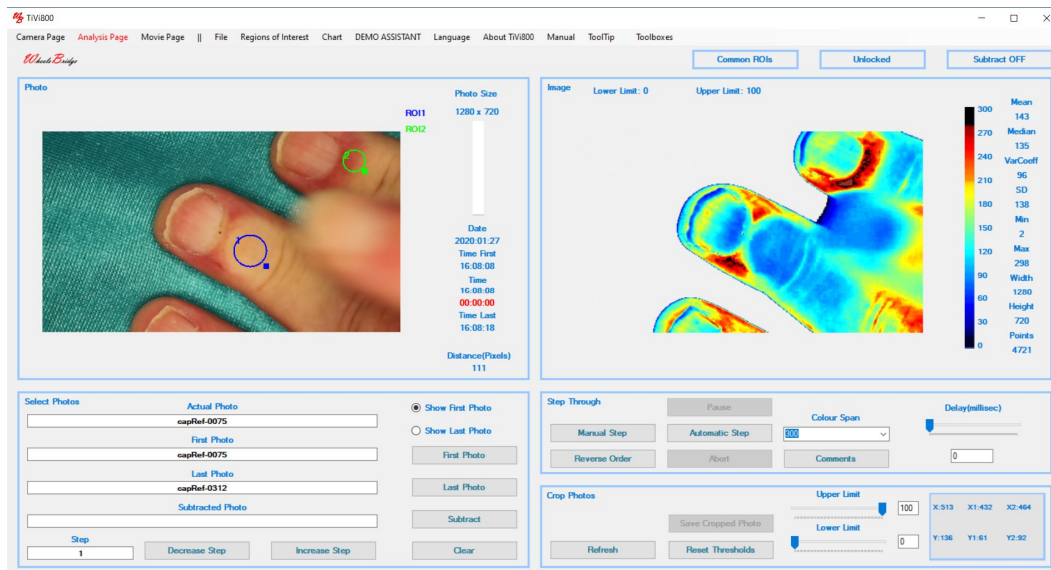 TiVi800
Camera Page Analysis Page Movie Page || File Regions of Interest Chart DEMO ASSISTANT Language About TiVi800 Manual ToolTip Toolboxes
WheelsBridge
Common ROIs Unlocked Subtract OFF
Photo
Photo Size
1280 x 720
ROI1
ROI2
1
2
Date
2020:01:27
Time First
16:08:08
Time
16:08:08
00:00:00
Time Last
16:08:18
Distance(Pixels)
111
Image Lower Limit: 0 Upper Limit: 100
300
270
240
210
180
150
120
90
60
30
0
Mean
143
Median
135
VarCoeff
96
SD
138
Min
2
Max
298
Width
1280
Height
720
Points
4721
Select Photos
Actual Photo
capRef-0075
First Photo
capRef-0075
Last Photo
capRef-0312
Subtracted Photo
Step
1
Decrease Step Increase Step
Show First Photo
Show Last Photo
First Photo
Last Photo
Subtract
Clear
Step Through
Pause
Manual Step Automatic Step
Reverse Order Abort
Colour Span
300
Comments
Delay(millisec)
0
Crop Photos
Save Cropped Photo
Refresh Reset Thresholds
Upper Limit
100
Lower Limit
0
X:513 X1:432 X2:464
Y:136 Y1:61 Y2:92